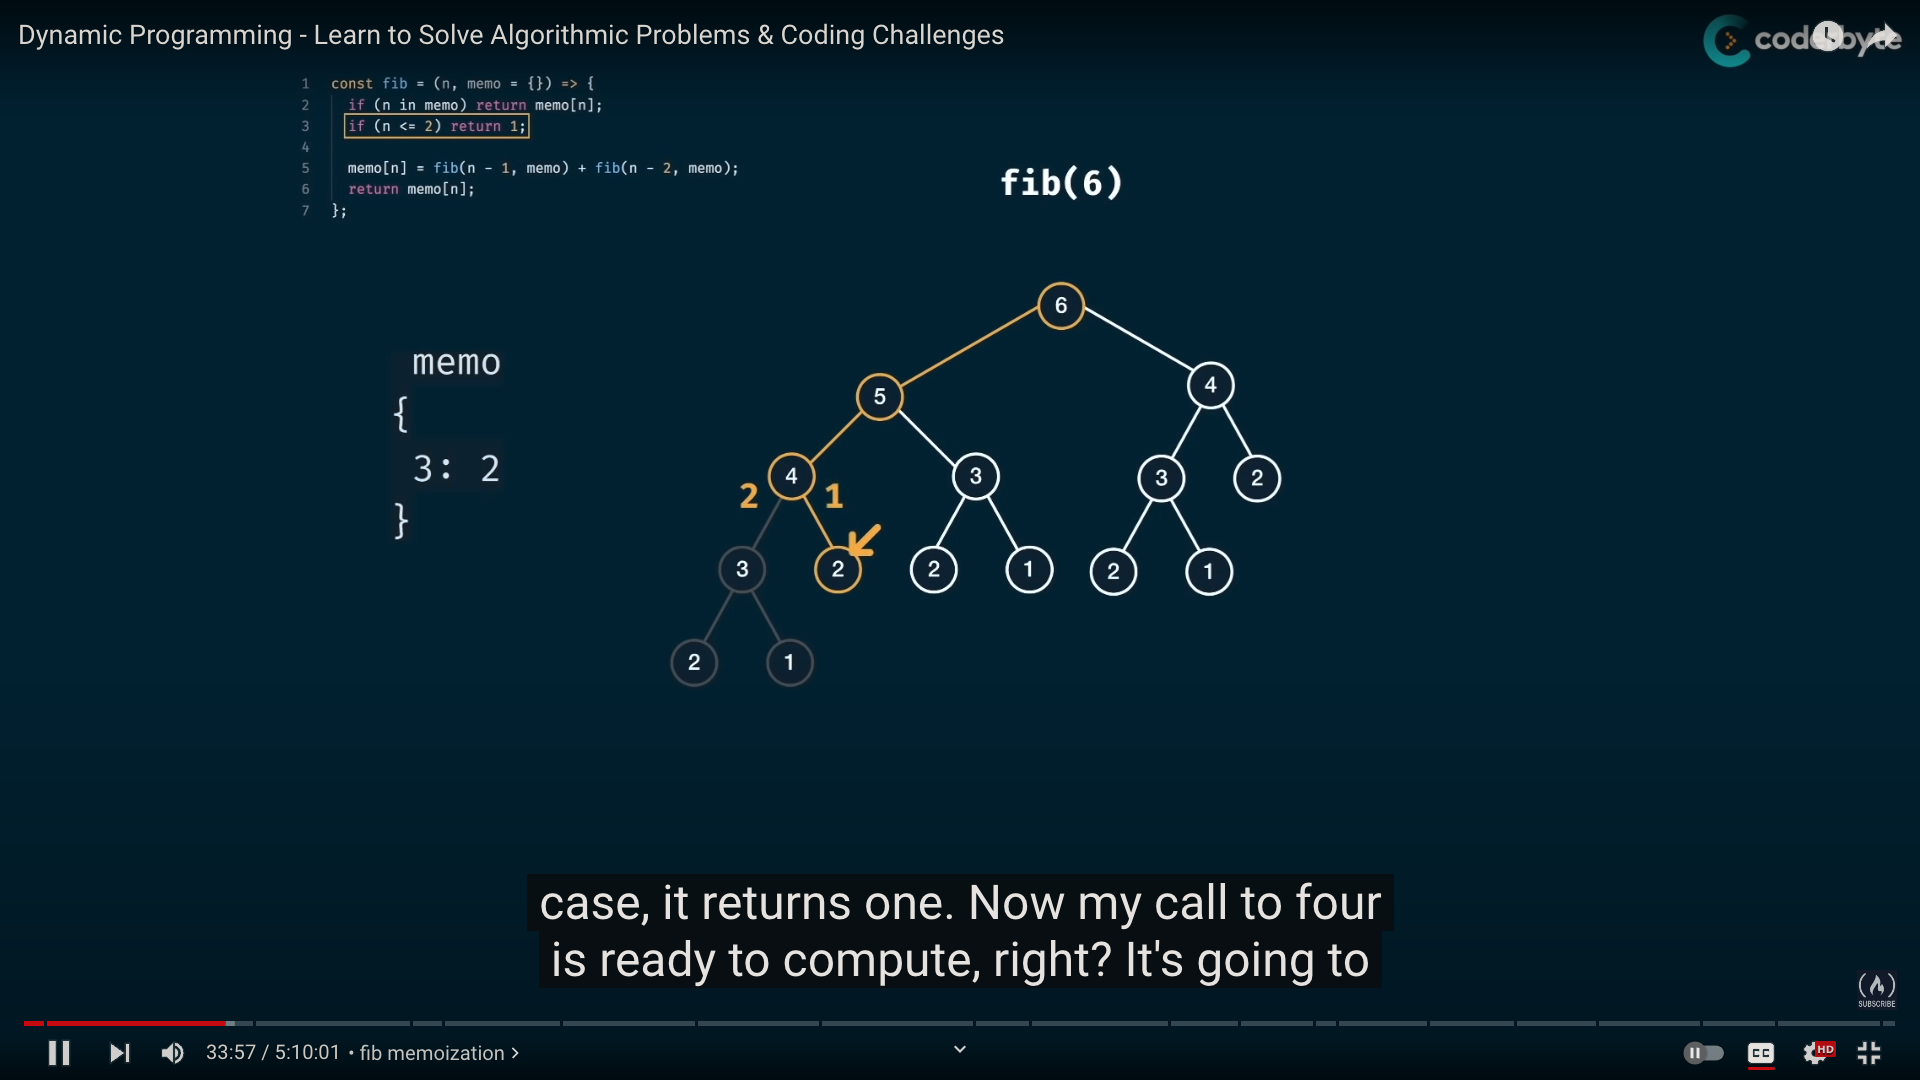 Dynamic Programming - Learn to Solve Algorithmic Problems & Coding Challenges
coderbyte
1 const fib = (n, memo = {}) => {
2 if (n in memo) return memo[n];
3 if (n <= 2) return 1;
4
5 memo[n] = fib(n - 1, memo) + fib(n - 2, memo);
6 return memo[n];
7 };
fib(6)
memo
{
3: 2
}
6
5
4
4
3
3
2
2 1
3
2
2
1
2
1
2
1
case, it returns one. Now my call to four
is ready to compute, right? It's going to
SUBSCRIBE
33:57 / 5:10:01 • fib memoization >
CC
HD